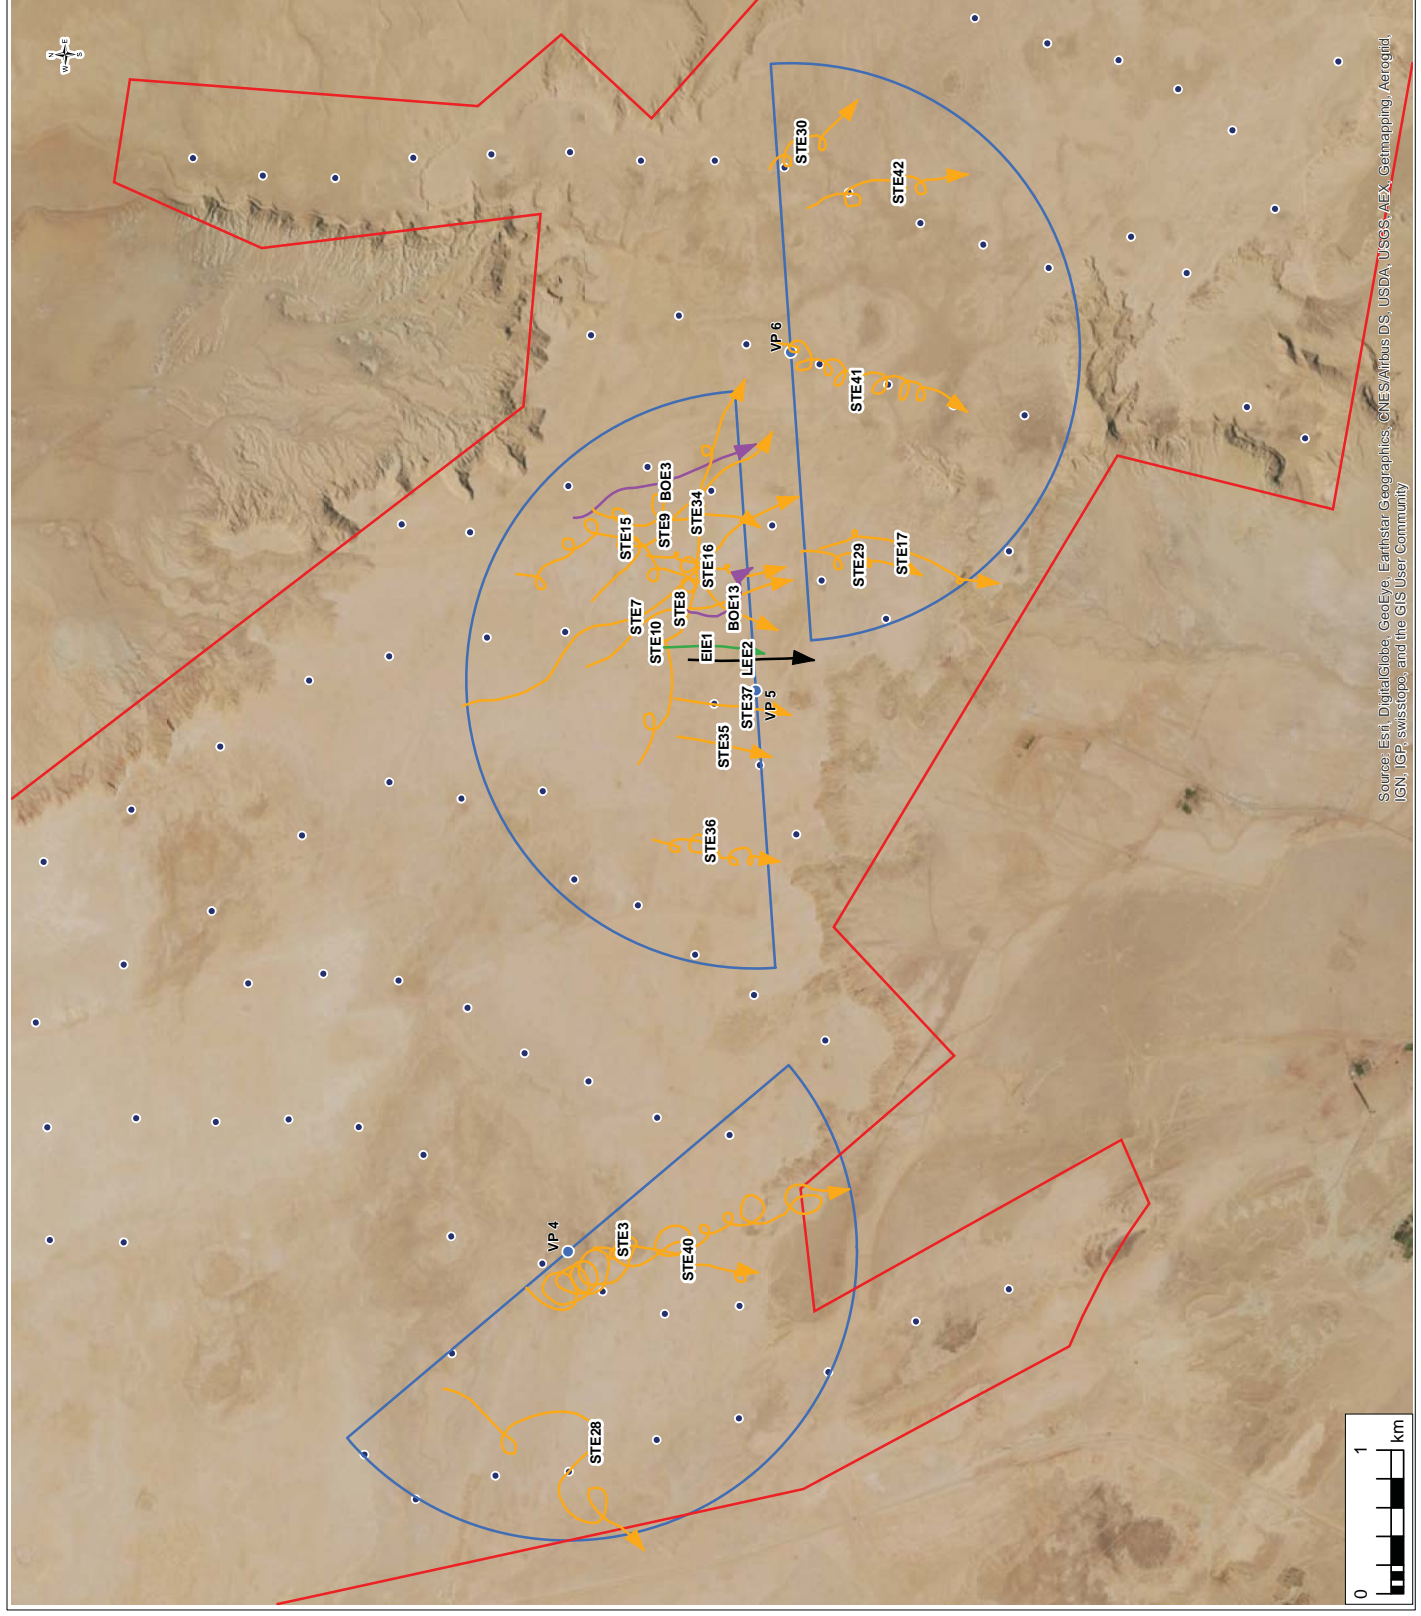 N
E
S
W
STE30
STE42
VP 6
STE41
BOE3
STE34
STE9
STE15
STE16
STE29
STE17
STE7
STE8
BOE13
STE10
EIE1
LEE2
STE37
VP 5
STE35
STE36
VP 4
STE3
STE40
STE28
0 1
km
Source: Esri, DigitalGlobe, GeoEye, Earthstar Geographics, CNES/Airbus DS, USDA, USGS, AEX, Getmapping, Aerogrid,
IGN, IGP, swisstopo, and the GIS User Community